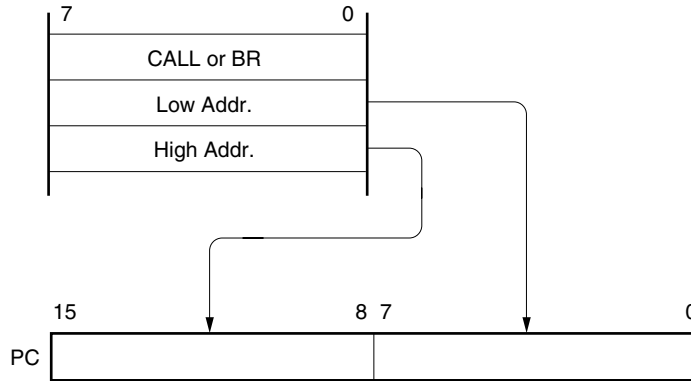 7 0
CALL or BR
Low Addr.
High Addr.
15 8 7 0
PC